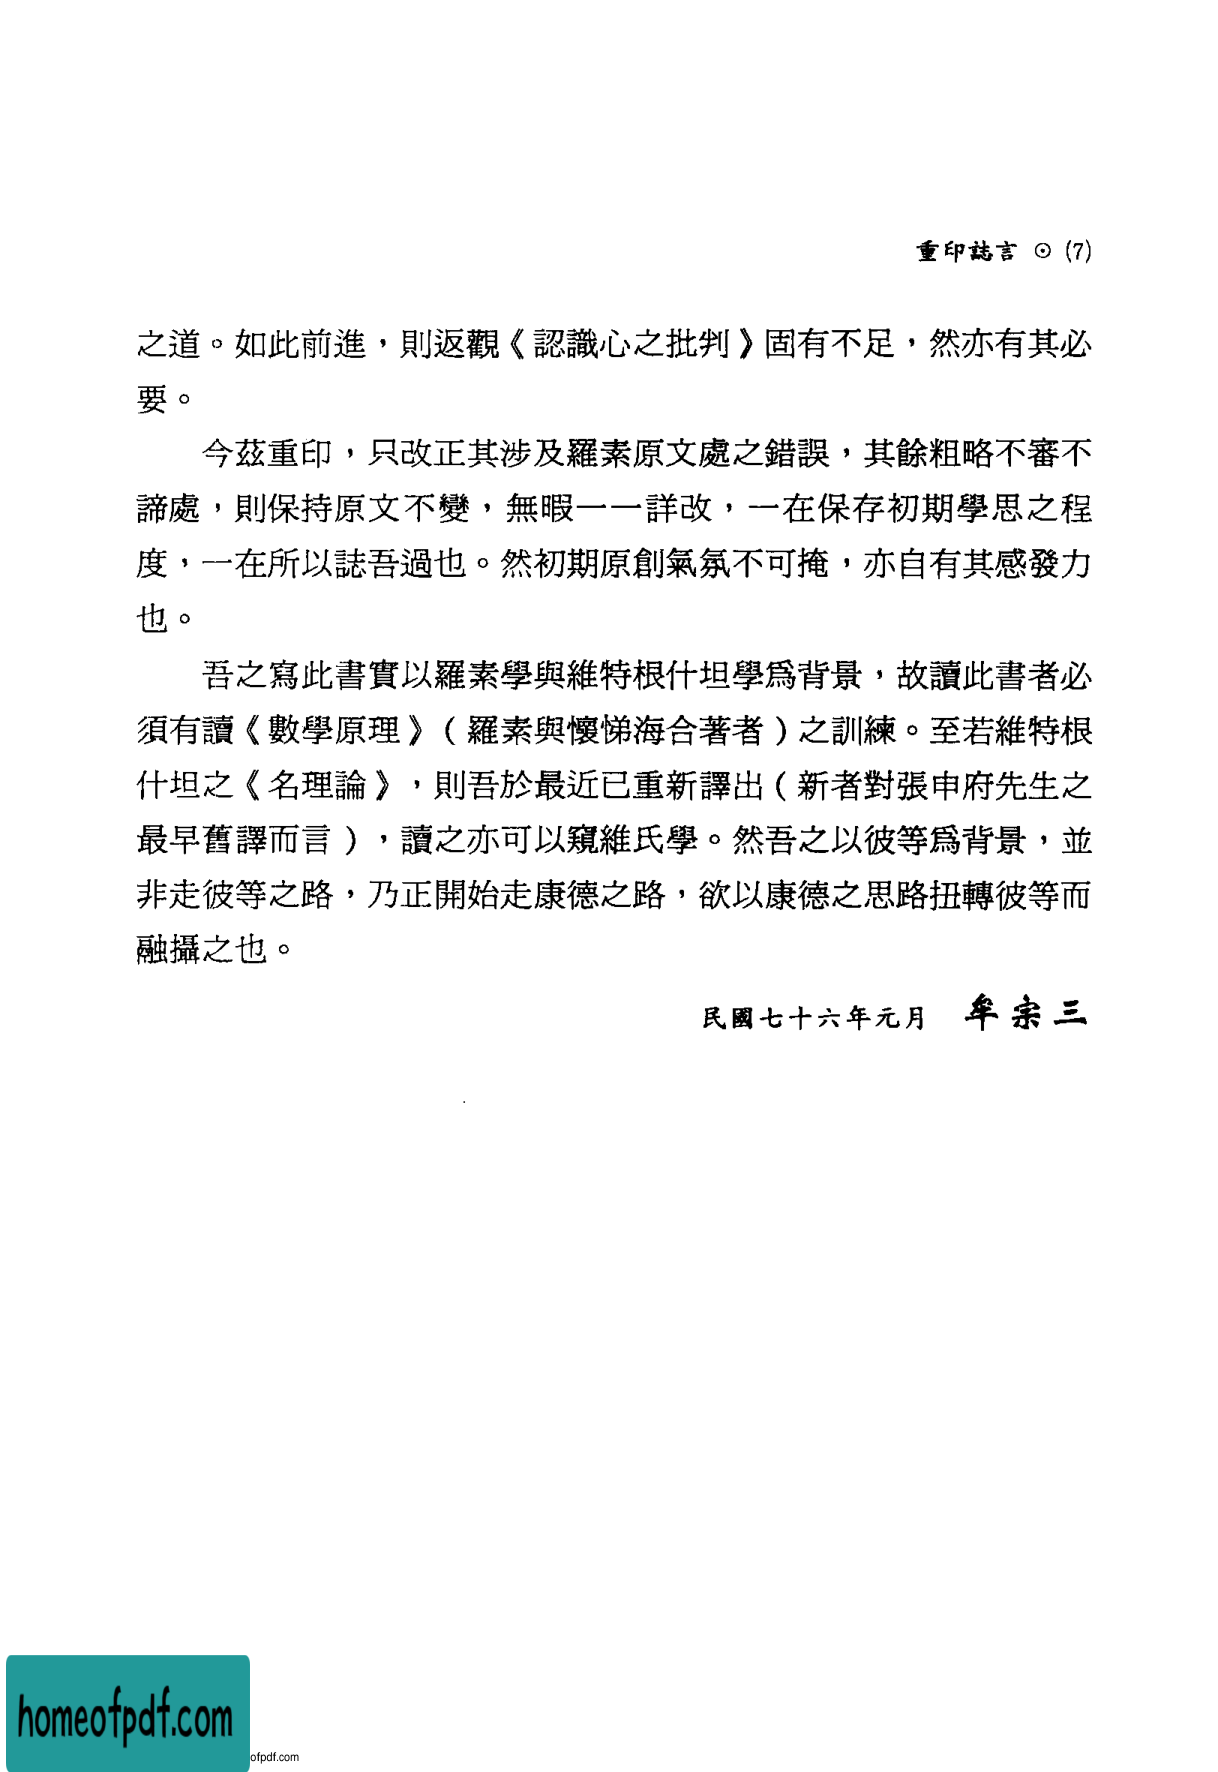 重印誌言 ⊙ (7)
之道。如此前進，則返觀《認識心之批判》固有不足，然亦有其必
要。
今茲重印，只改正其涉及羅素原文處之錯誤，其餘粗略不審不
諦處，則保持原文不變，無暇一一詳改，一在保存初期學思之程
度，一在所以誌吾過也。然初期原創氣氛不可掩，亦自有其感發力
也。
吾之寫此書實以羅素學與維特根什坦學爲背景，故讀此書者必
須有讀《數學原理》（羅素與懷悌海合著者）之訓練。至若維特根
什坦之《名理論》，則吾於最近已重新譯出（新者對張申府先生之
最早舊譯而言），讀之亦可以窺維氏學。然吾之以彼等爲背景，並
非走彼等之路，乃正開始走康德之路，欲以康德之思路扭轉彼等而
融攝之也。
民國七十六年元月　牟宗三
homeofpdf.com
ofpdf.com